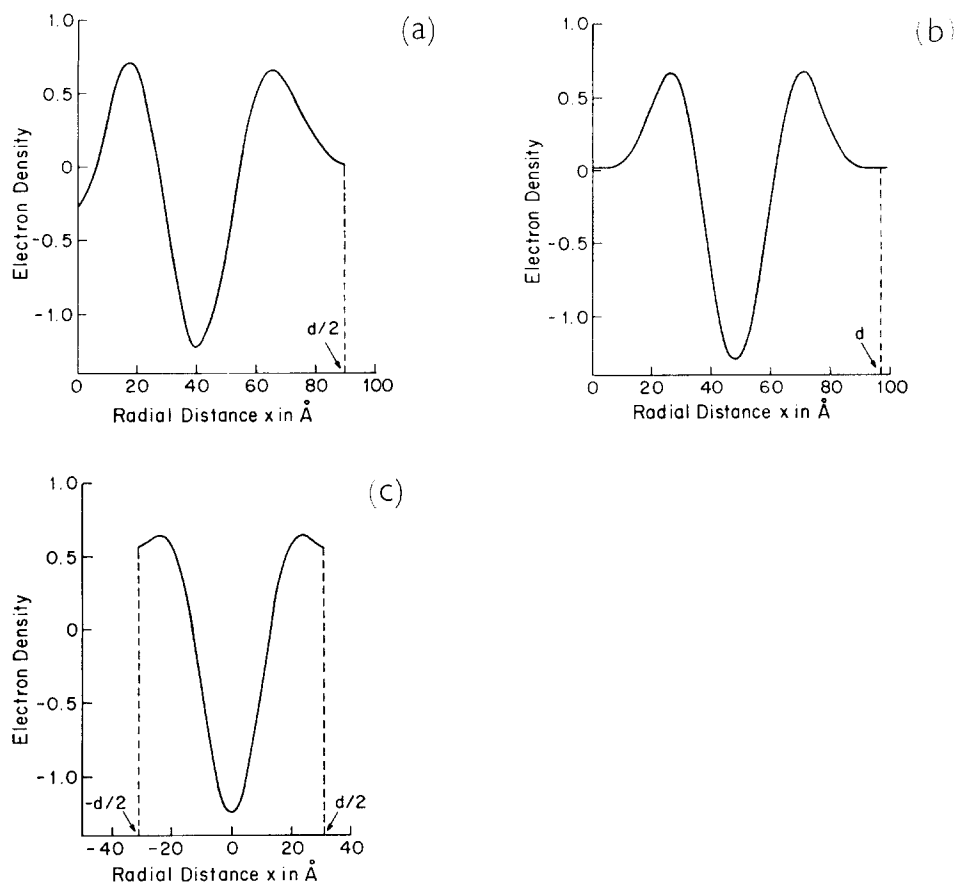 (a)
1.0
0.5
0
-0.5
-1.0
Electron Density
d/2
0 20 40 60 80 100
Radial Distance x in Å
(b)
1.0
0.5
0
-0.5
-1.0
Electron Density
d
0 20 40 60 80 100
Radial Distance x in Å
(c)
1.0
0.5
0
-0.5
-1.0
Electron Density
-d/2
d/2
-40 -20 0 20 40
Radial Distance x in Å